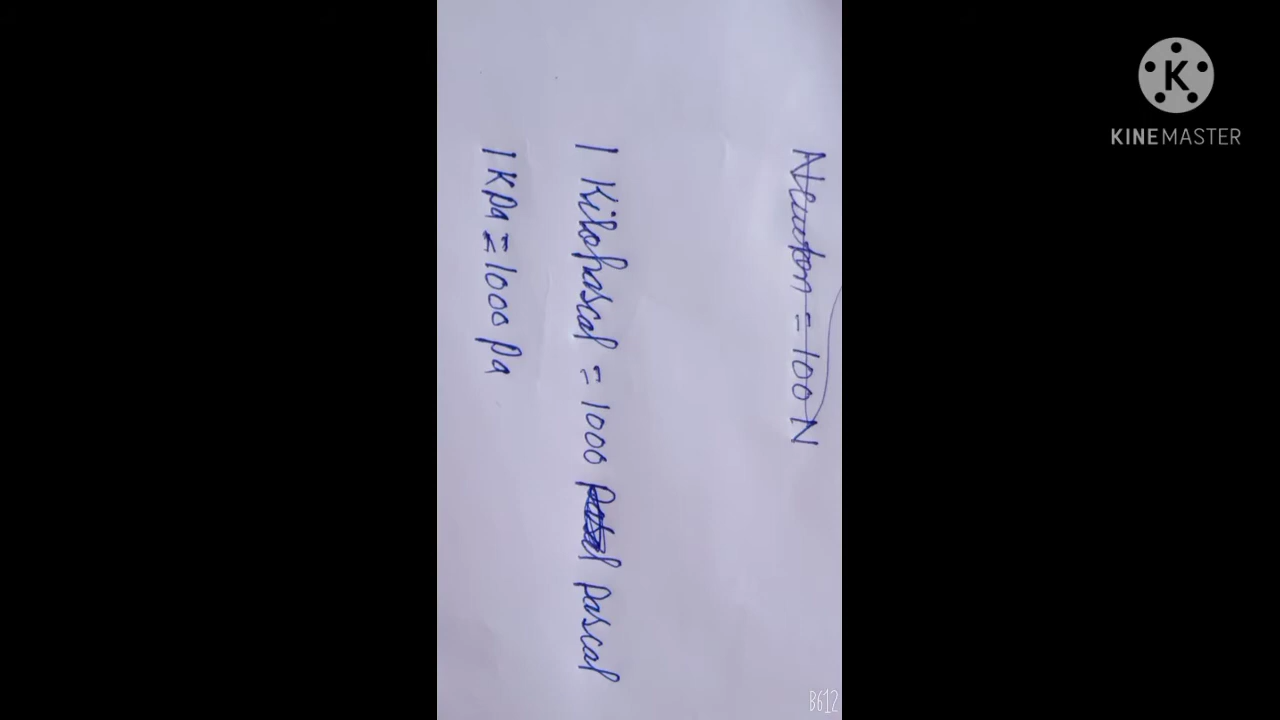 Newton = 100 N
1 Kilopascal = 1000 pascal
1 KPa = 1000 Pa
KINEMASTER
B612